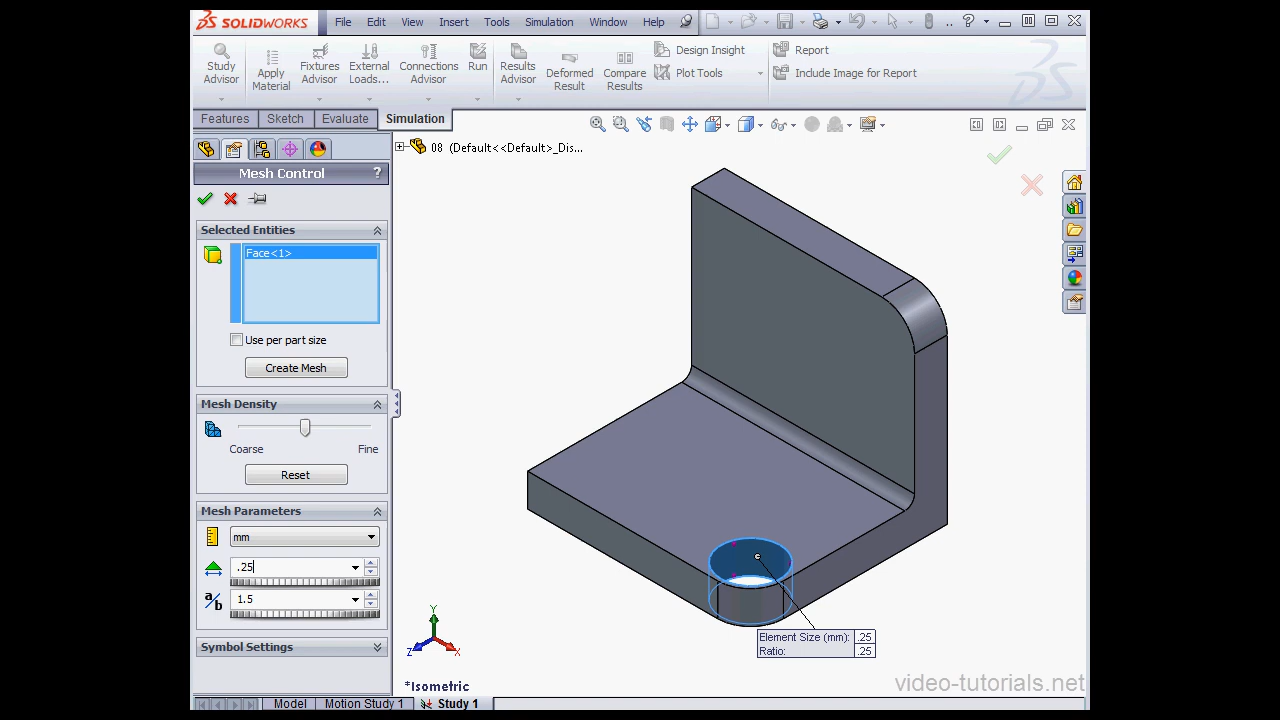 SOLIDWORKS
File Edit View Insert Tools Simulation Window Help
Study Advisor
Apply Material
Fixtures Advisor
External Loads...
Connections Advisor
Run
Results Advisor
Deformed Result
Compare Results
Design Insight
Plot Tools
Report
Include Image for Report
Features Sketch Evaluate Simulation
08 (Default<<Default>_Dis...
Mesh Control ?
Selected Entities
Face<1>
Use per part size
Create Mesh
Mesh Density
Coarse Fine
Reset
Mesh Parameters
mm
.25
a/b 1.5
Symbol Settings
Element Size (mm): .25
Ratio: .25
Y
Z X
*Isometric
video-tutorials.net
Model Motion Study 1 Study 1